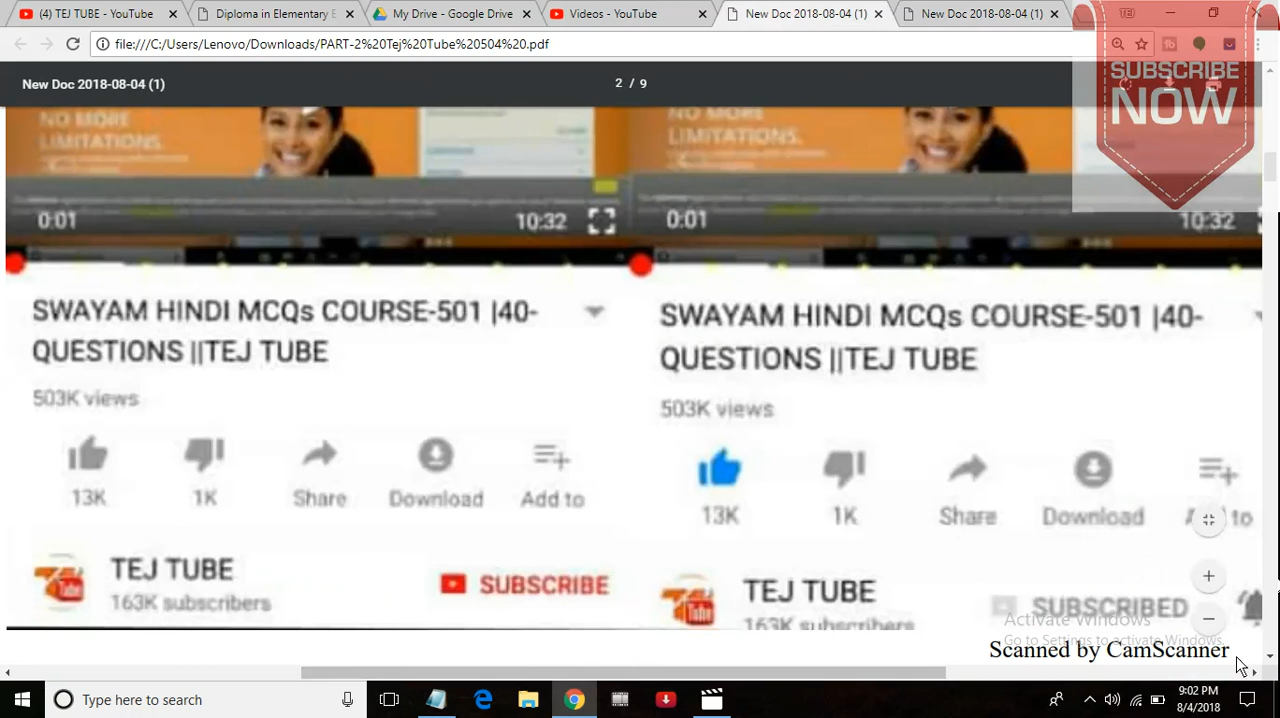 (4) TEJ TUBE - YouTube
Diploma in Elementary E
My Drive - Google Drive
Videos - YouTube
New Doc 2018-08-04 (1)
New Doc 2018-08-04 (1)
TEJ
file:///C:/Users/Lenovo/Downloads/PART-2%20Tej%20Tube%20504%20.pdf
New Doc 2018-08-04 (1)
2 / 9
SUBSCRIBE
NOW
NO MORE
LIMITATIONS.
NO MORE
LIMITATIONS.
0:01
10:32
0:01
10:32
SWAYAM HINDI MCQs COURSE-501 |40-
QUESTIONS ||TEJ TUBE
503K views
13K
1K
Share
Download
Add to
TEJ TUBE
163K subscribers
SUBSCRIBE
SWAYAM HINDI MCQs COURSE-501 |40-
QUESTIONS ||TEJ TUBE
503K views
13K
1K
Share
Download
to
TEJ TUBE
163K subscribers
SUBSCRIBED
Activate Windows
Go to Settings to activate Windows.
Scanned by CamScanner
Type here to search
9:02 PM
8/4/2018